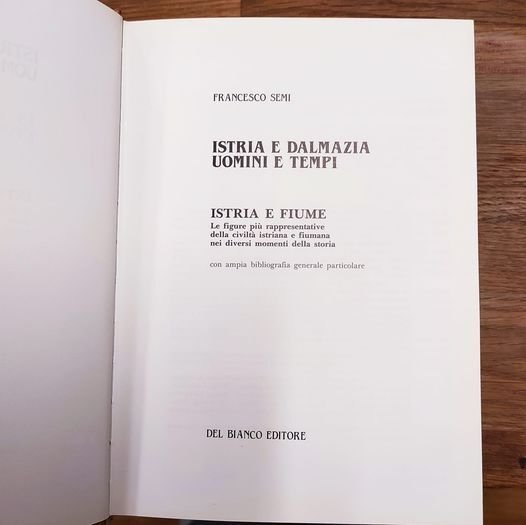 FRANCESCO SEMI
ISTRIA E DALMAZIA
UOMINI E TEMPI
ISTRIA E FIUME
Le figure più rappresentative
della civiltà istriana e fiumana
nei diversi momenti della storia
con ampia bibliografia generale particolare
DEL BIANCO EDITORE